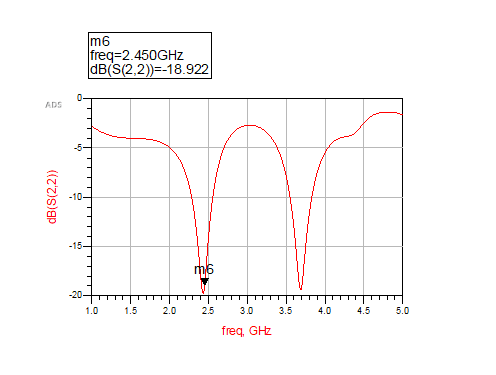 m6
freq=2.450GHz
dB(S(2,2))=-18.922
ADS
0
-5
-10
-15
-20
dB(S(2,2))
m6
1.0 1.5 2.0 2.5 3.0 3.5 4.0 4.5 5.0
freq, GHz